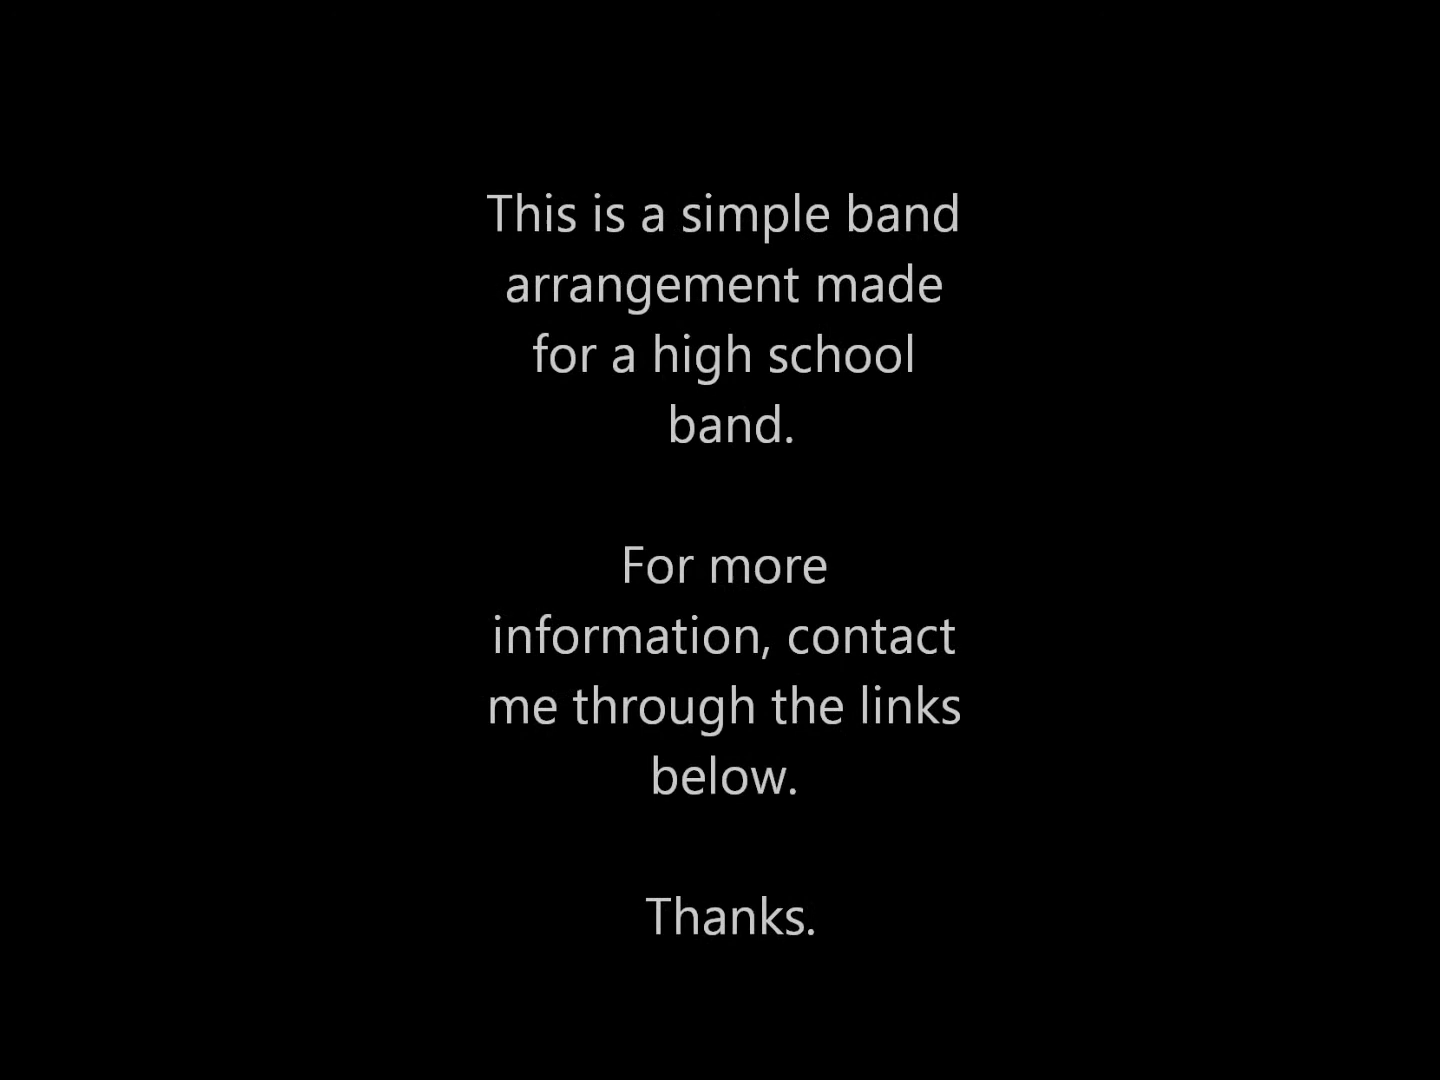 This is a simple band
arrangement made
for a high school
band.
For more
information, contact
me through the links
below.
Thanks.